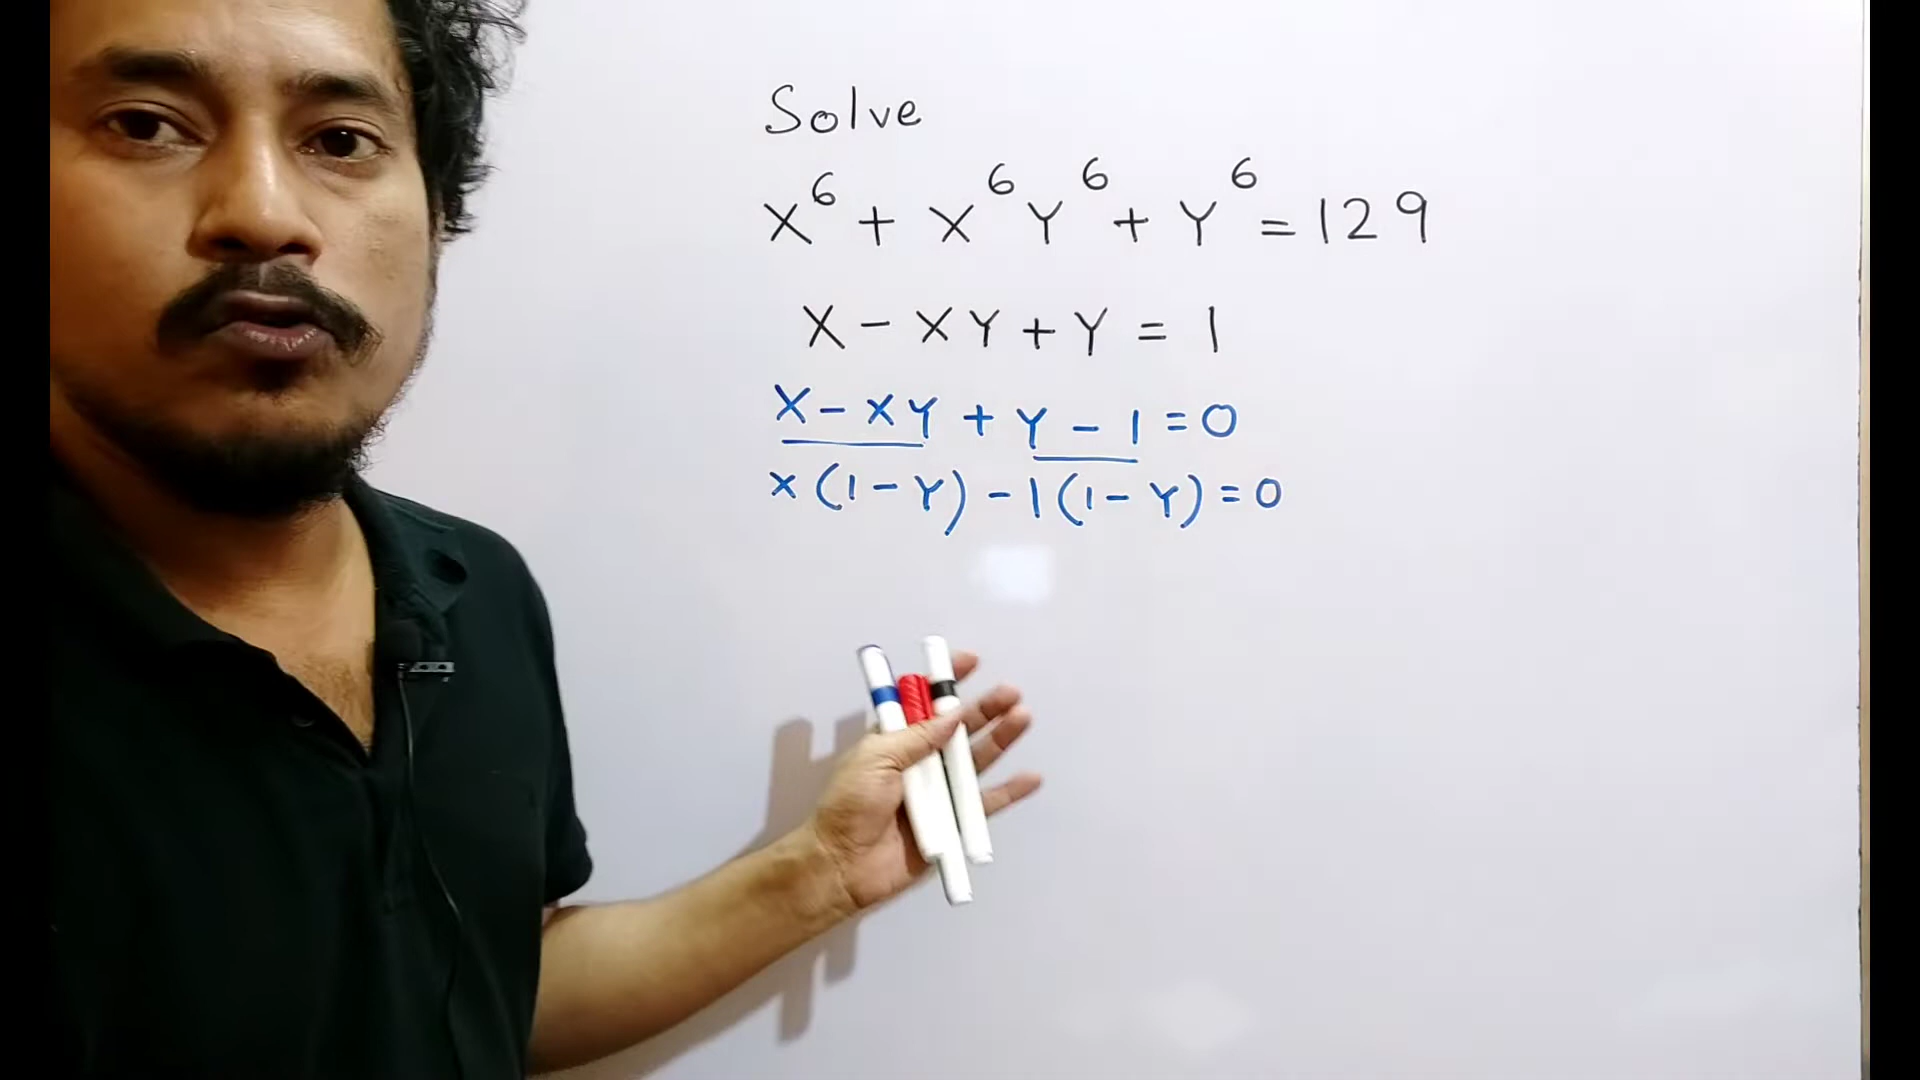 Solve
X⁶ + X⁶Y⁶ + Y⁶ = 129
X - XY + Y = 1
X - XY + Y - 1 = 0
X(1 - Y) - 1(1 - Y) = 0